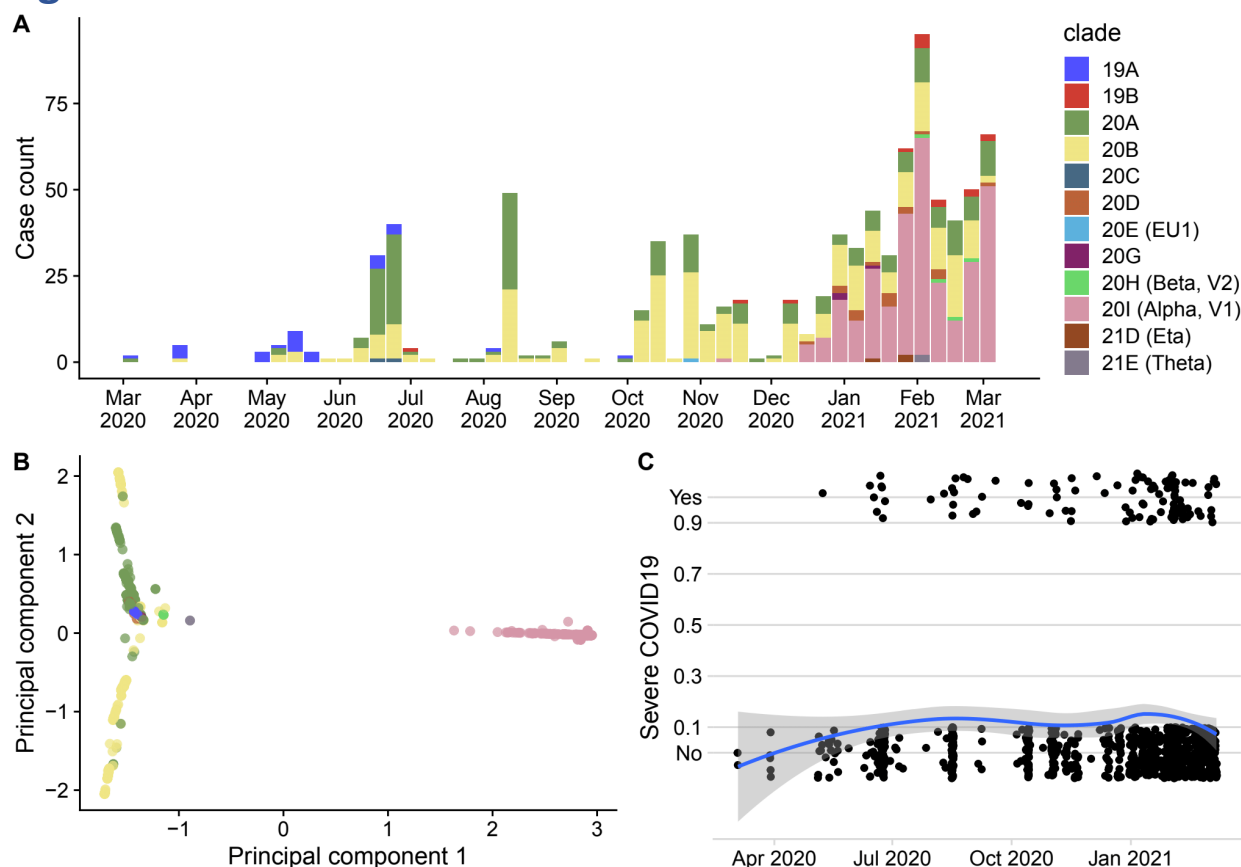 A
Case count
75
50
25
0
Mar 2020
Apr 2020
May 2020
Jun 2020
Jul 2020
Aug 2020
Sep 2020
Oct 2020
Nov 2020
Dec 2020
Jan 2021
Feb 2021
Mar 2021
clade
19A
19B
20A
20B
20C
20D
20E (EU1)
20G
20H (Beta, V2)
20I (Alpha, V1)
21D (Eta)
21E (Theta)
B
Principal component 2
2
1
0
−1
−2
−1
0
1
2
3
Principal component 1
C
Severe COVID19
Yes
0.9
0.7
0.5
0.3
0.1
No
Apr 2020
Jul 2020
Oct 2020
Jan 2021